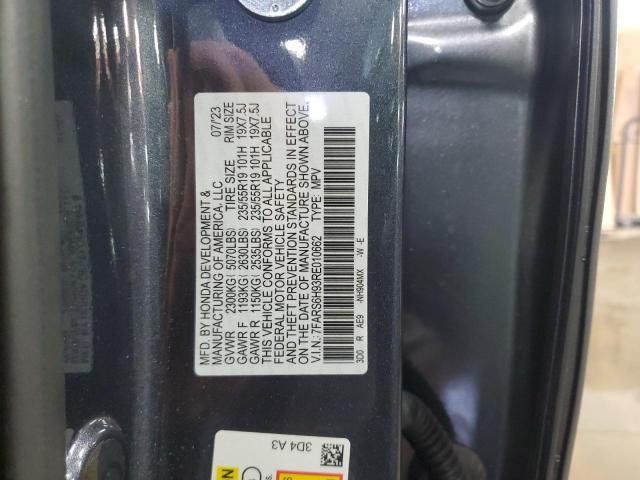 MFD. BY HONDA DEVELOPMENT & 07/'23
MANUFACTURING OF AMERICA, LLC
GVWR 2300KG( 5070LBS) TIRE SIZE RIM SIZE
GAWR F 1193KG( 2630LBS) 235/55R19 101H 19X7.5J
GAWR R 1150KG( 2535LBS) 235/55R19 101H 19X7.5J
THIS VEHICLE CONFORMS TO ALL APPLICABLE
FEDERAL MOTOR VEHICLE SAFETY
AND THEFT PREVENTION STANDARDS IN EFFECT
ON THE DATE OF MANUFACTURE SHOWN ABOVE.
V.I.N.: 7FARS6H93RE010662 TYPE: MPV
3D0 R AE9 -NH904MX -W -E
3D4 A3